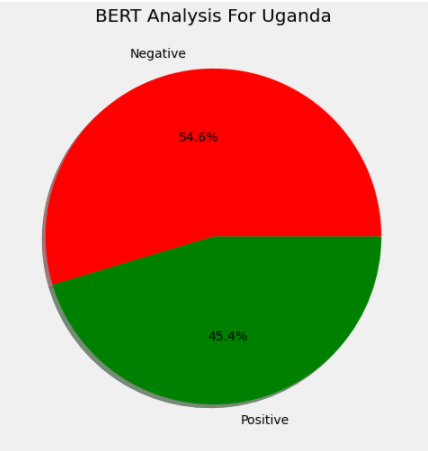 BERT Analysis For Uganda
Negative
54.6%
45.4%
Positive